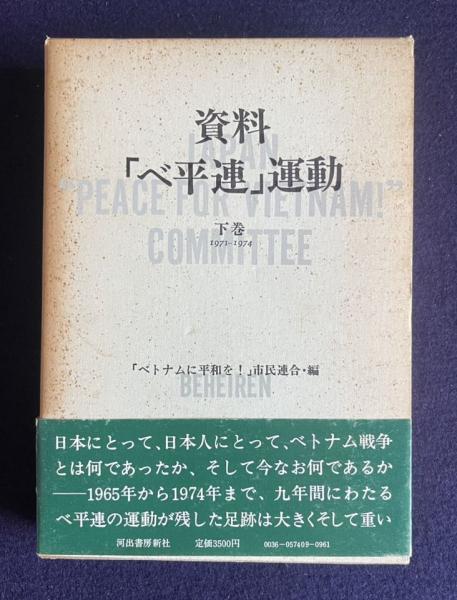 資料
JAPAN
「ベ平連」運動
"PEACE FOR VIETNAM!"
下巻
1971–1974
COMMITTEE
「ベトナムに平和を！」市民連合・編
BEHEIREN
日本にとって、日本人にとって、ベトナム戦争
とは何であったか、そして今なお何であるか
──1965年から1974年まで、九年間にわたる
ベ平連の運動が残した足跡は大きくそして重い
河出書房新社 定価3500円 0036-057409-0961